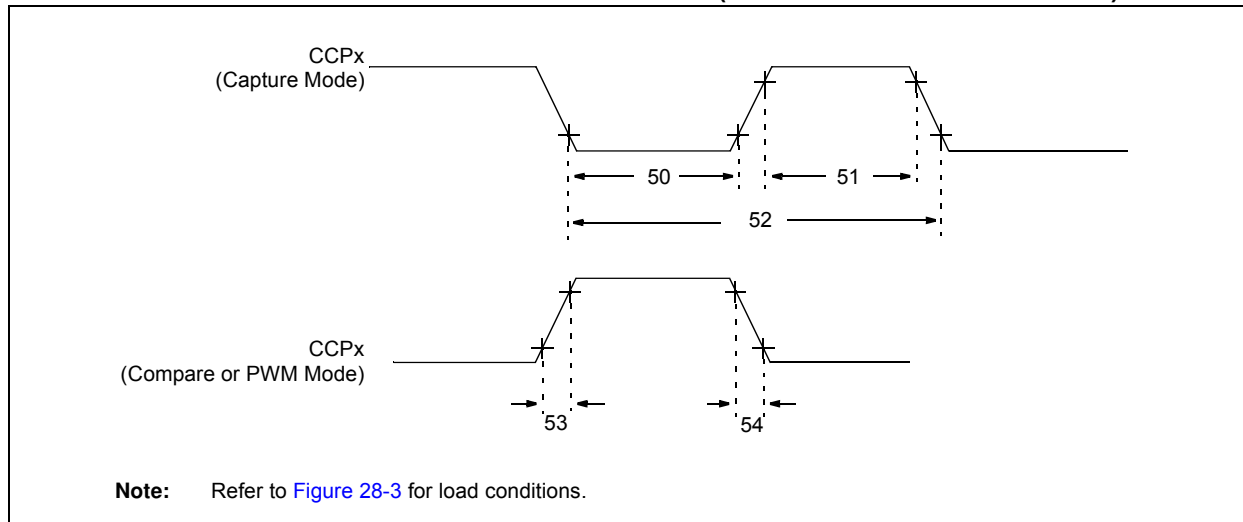 CCPx
(Capture Mode)
50
51
52
CCPx
(Compare or PWM Mode)
53
54
Note: Refer to Figure 28-3 for load conditions.